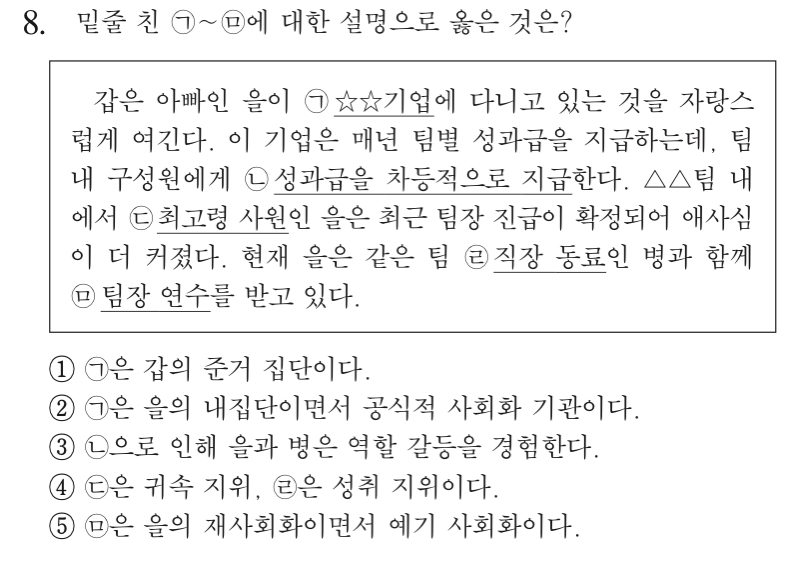 8. 밑줄 친 ㉠~㉤에 대한 설명으로 옳은 것은?
갑은 아빠인 을이 ㉠ ☆☆기업에 다니고 있는 것을 자랑스
럽게 여긴다. 이 기업은 매년 팀별 성과급을 지급하는데, 팀
내 구성원에게 ㉡ 성과급을 차등적으로 지급한다. △△팀 내
에서 ㉢ 최고령 사원인 을은 최근 팀장 진급이 확정되어 애사심
이 더 커졌다. 현재 을은 같은 팀 ㉣ 직장 동료인 병과 함께
㉤ 팀장 연수를 받고 있다.
① ㉠은 갑의 준거 집단이다.
② ㉠은 을의 내집단이면서 공식적 사회화 기관이다.
③ ㉡으로 인해 을과 병은 역할 갈등을 경험한다.
④ ㉢은 귀속 지위, ㉣은 성취 지위이다.
⑤ ㉤은 을의 재사회화이면서 예기 사회화이다.